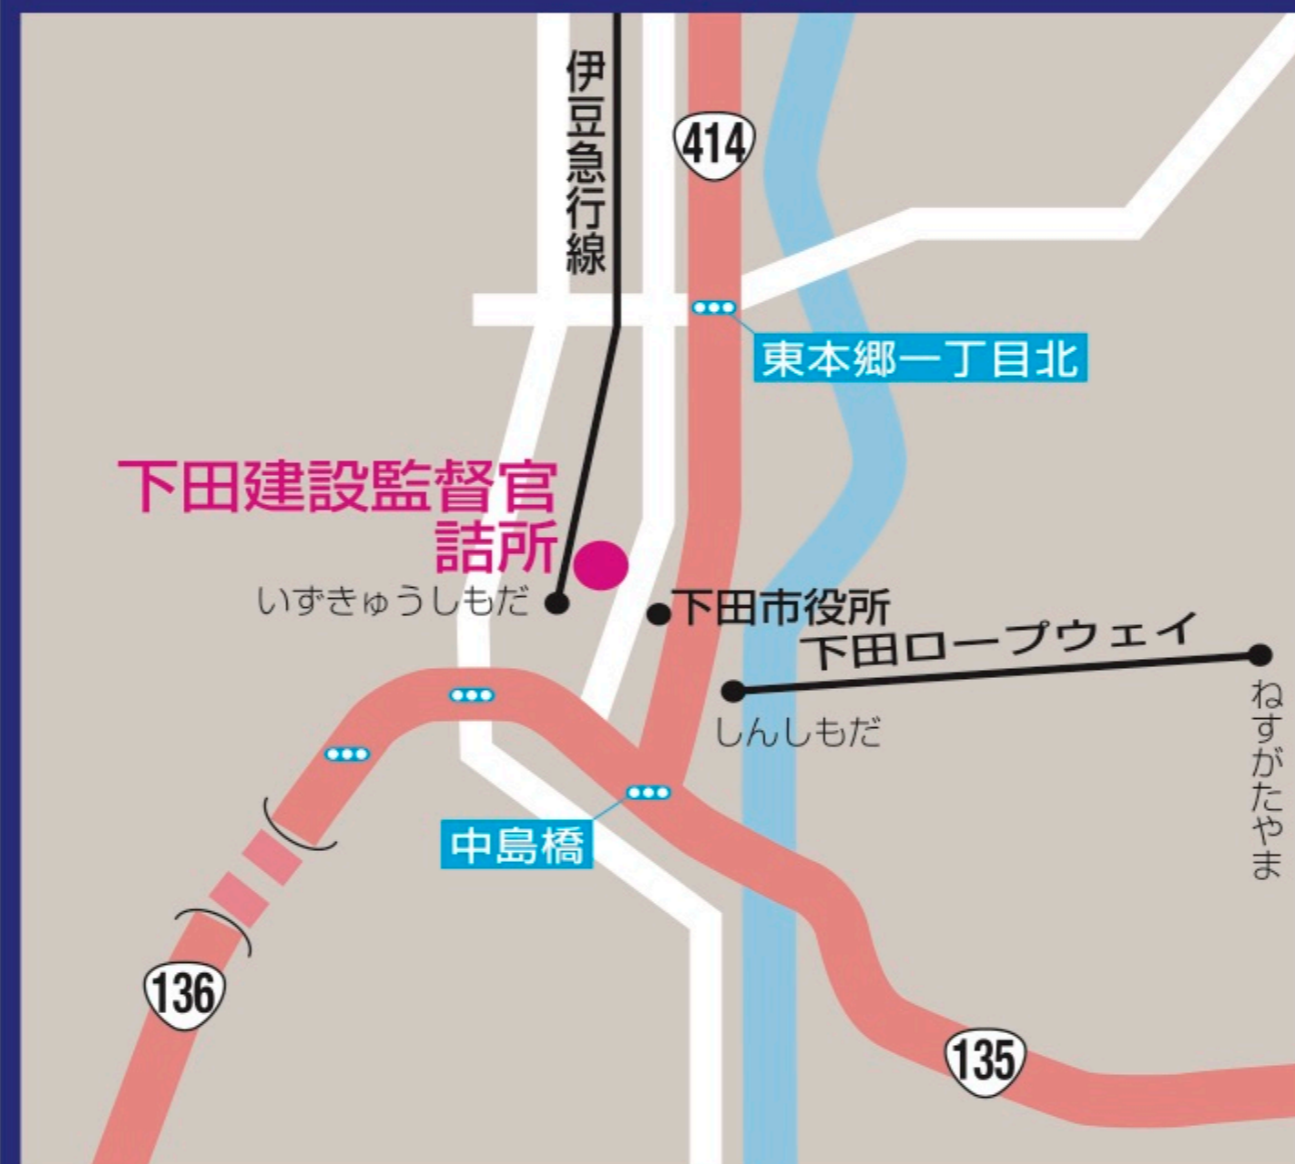 伊豆急行線
414
東本郷一丁目北
下田建設監督官
詰所
いずきゅうしもだ
下田市役所
下田ロープウェイ
しんしもだ
ねすがたやま
中島橋
136
135